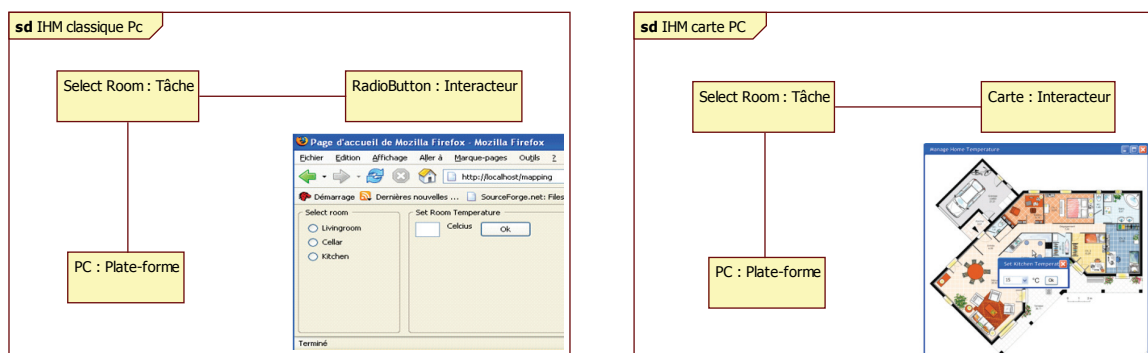 sd IHM classique Pc
Select Room : Tâche
RadioButton : Interacteur
Page d'accueil de Mozilla Firefox - Mozilla Firefox
Fichier Edition Affichage Aller à Marque-pages Outils ?
http://localhost/mapping
Démarrage Dernières nouvelles ... SourceForge.net: Files
Select room
Set Room Temperature
Livingroom
Celcius
Ok
Cellar
Kitchen
Terminé
PC : Plate-forme
sd IHM carte PC
Select Room : Tâche
Carte : Interacteur
Manage Home Temperature
Set Kitchen Temperature
°C
Ok
PC : Plate-forme